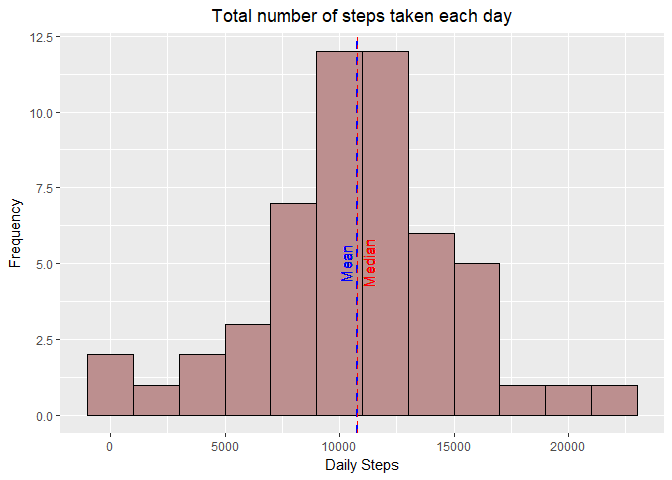 Total number of steps taken each day
12.5
10.0
7.5
5.0
2.5
0.0
Frequency
Mean
Median
0 5000 10000 15000 20000
Daily Steps